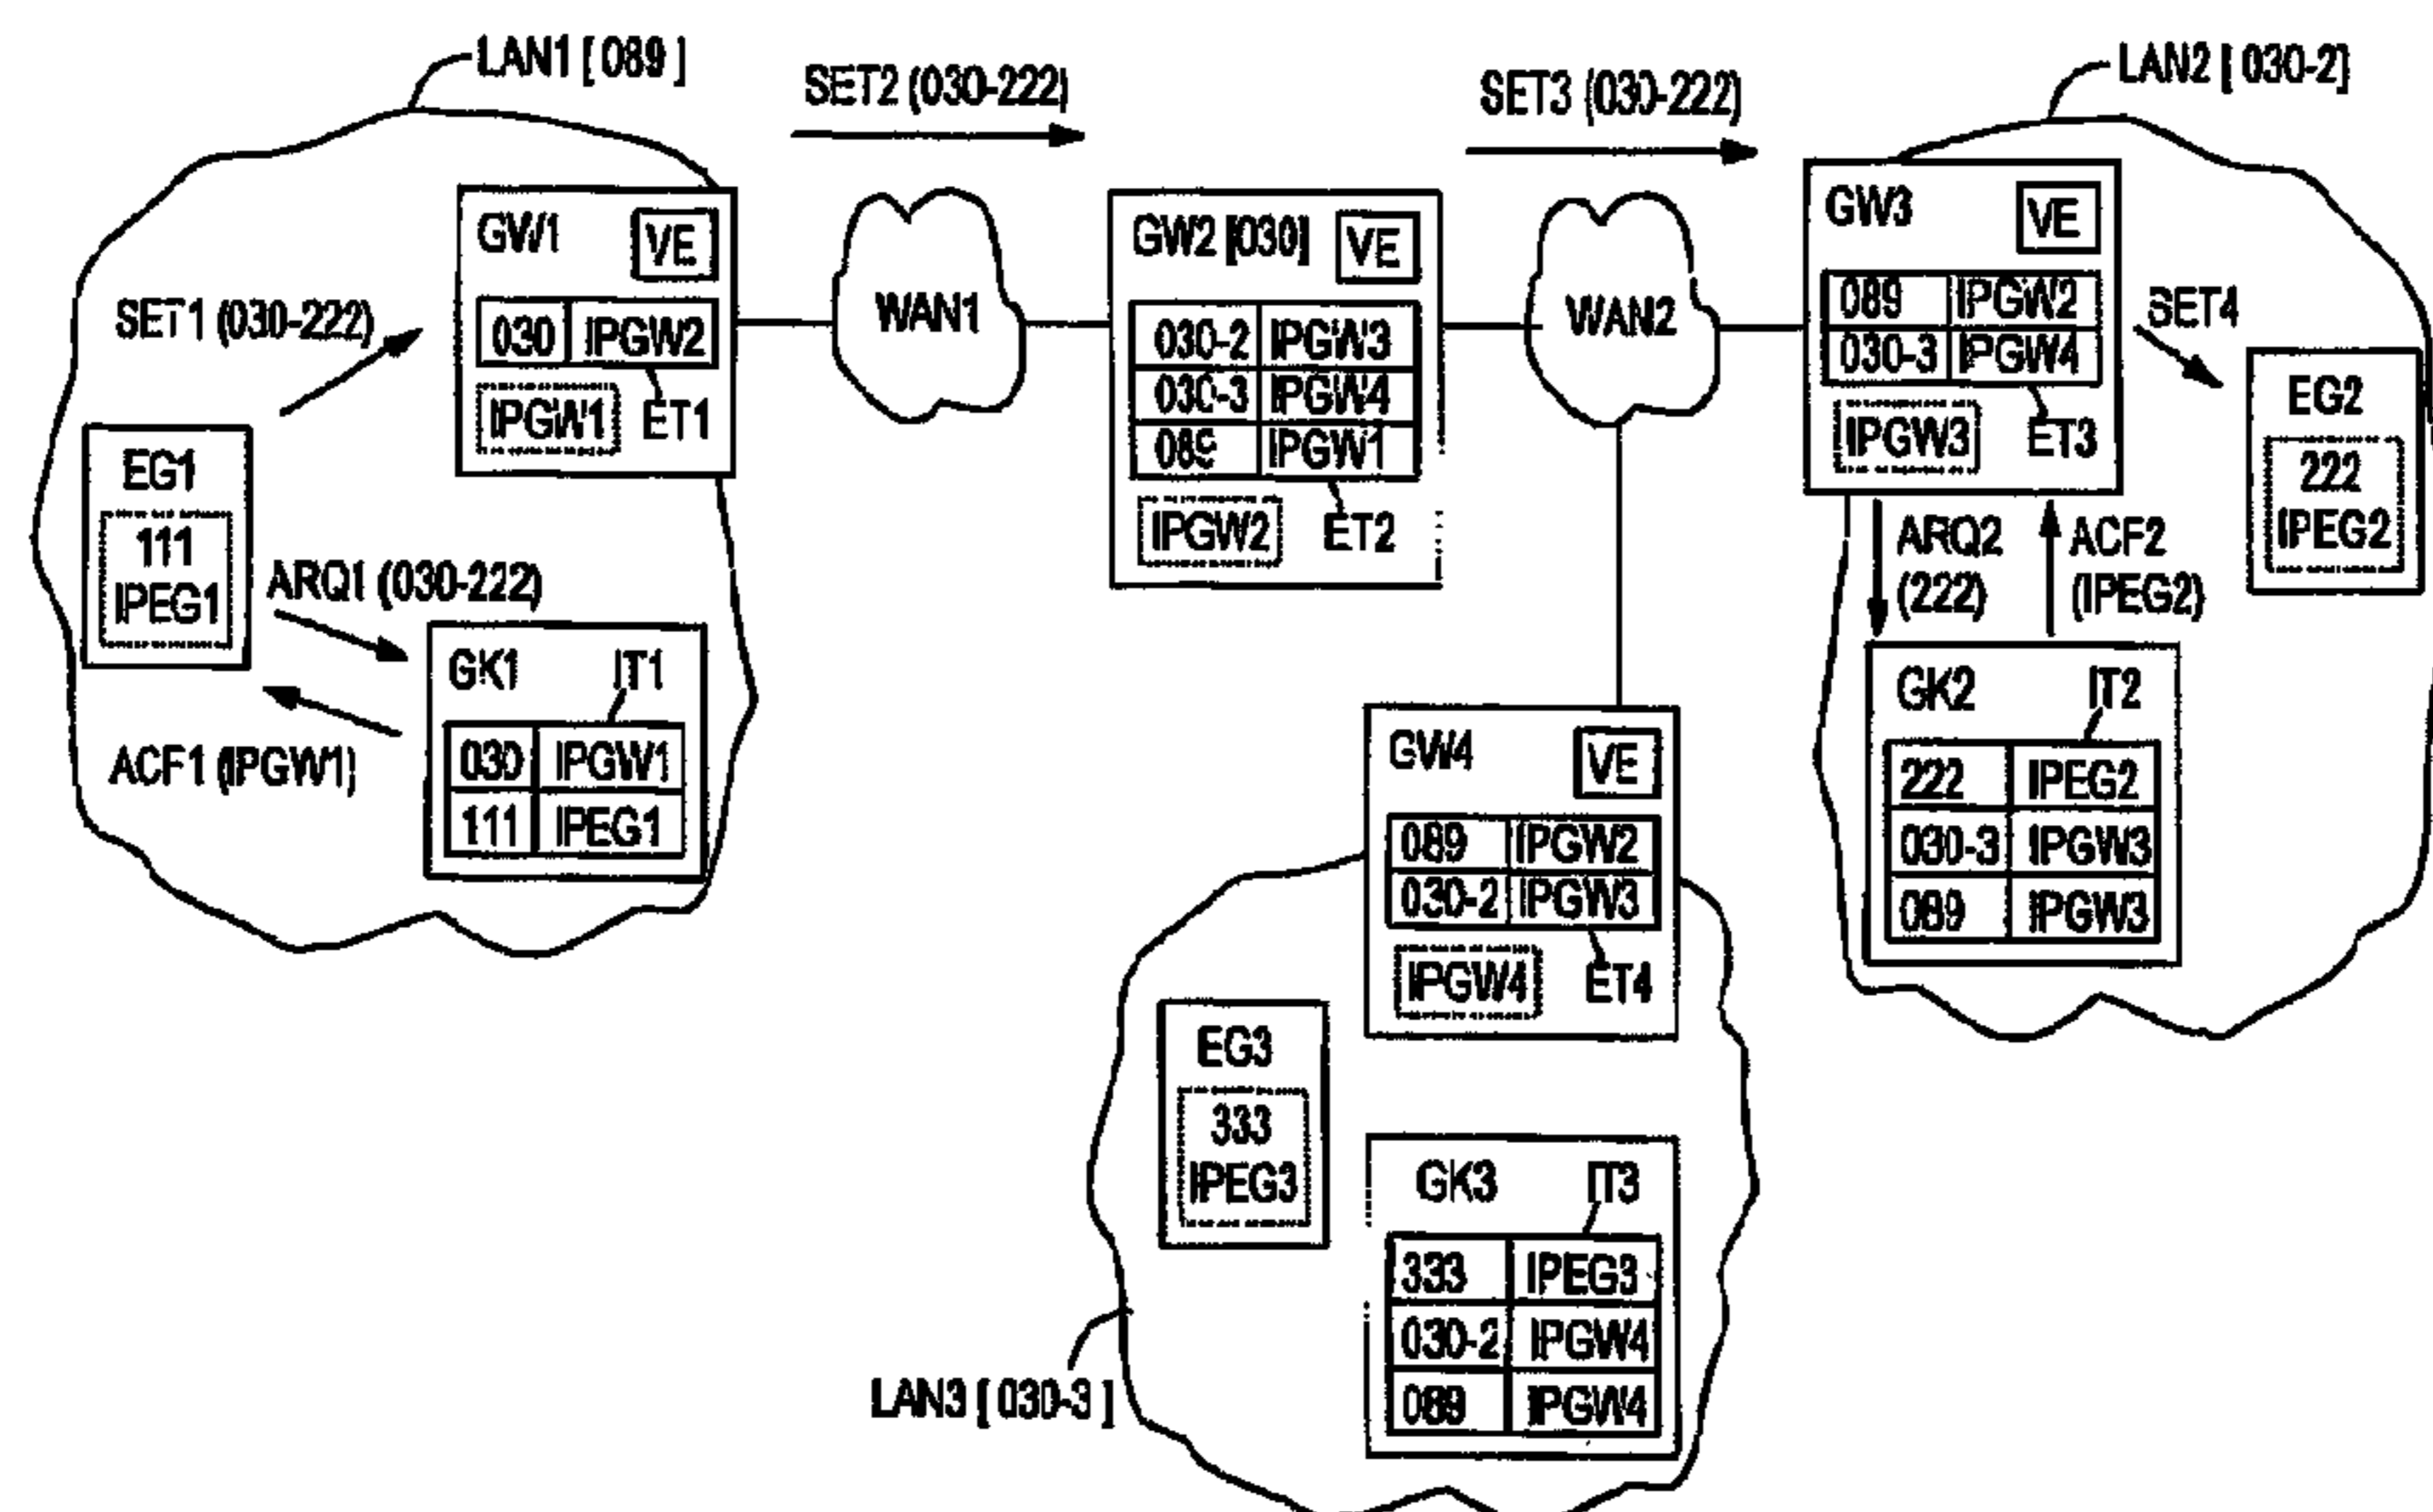 LAN1 [ 089 ]
SET2 (030-222)
SET3 (030-222)
LAN2 [ 030-2]
GW1
VE
030 IPGW2
IPGW1
ET1
SET1 (030-222)
EG1
111
IPEG1
ARQ1 (030-222)
ACF1 (IPGW1)
GK1
IT1
030 IPGW1
111 IPEG1
WAN1
GW2 [030]
VE
030-2 IPGW3
030-3 IPGW4
089 IPGW1
IPGW2
ET2
WAN2
GW3
VE
089 IPGW2
030-3 IPGW4
IPGW3
ET3
SET4
EG2
222
IPEG2
ARQ2
(222)
ACF2
(IPEG2)
GK2
IT2
222 IPEG2
030-3 IPGW3
089 IPGW3
GW4
VE
089 IPGW2
030-2 IPGW3
IPGW4
ET4
EG3
333
IPEG3
GK3
IT3
333 IPEG3
030-2 IPGW4
089 IPGW4
LAN3 [ 030-3 ]